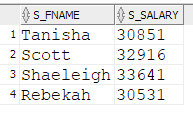 S_FNAME S_SALARY
1 Tanisha 30851
2 Scott 32916
3 Shaeleigh 33641
4 Rebekah 30531